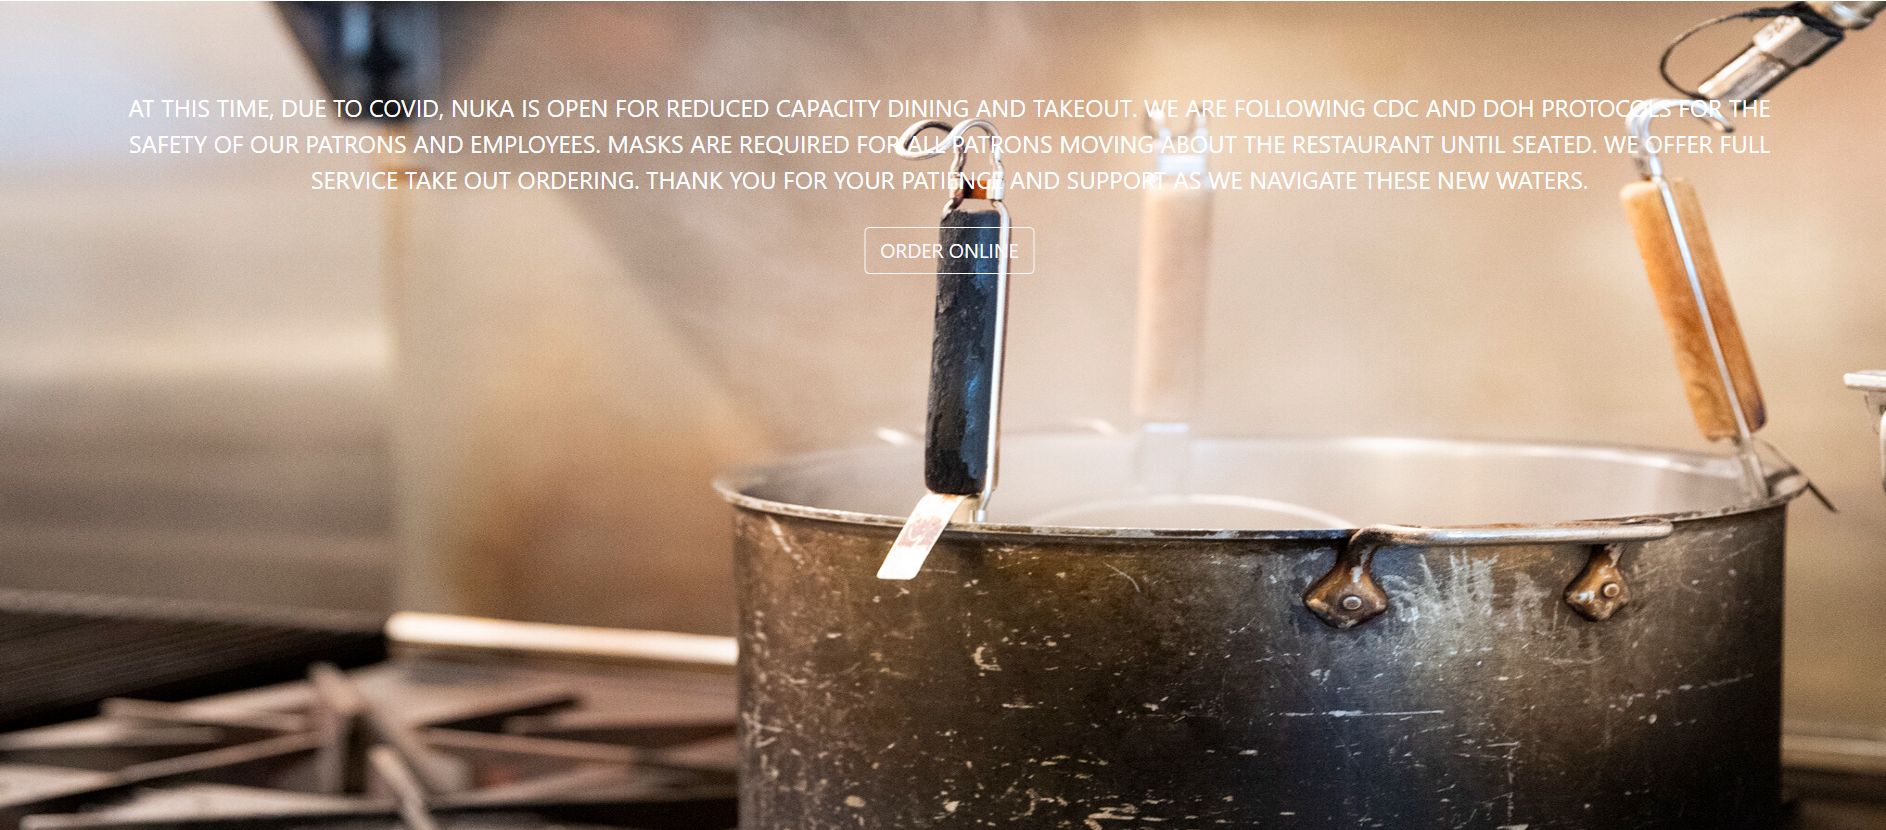 AT THIS TIME, DUE TO COVID, NUKA IS OPEN FOR REDUCED CAPACITY DINING AND TAKEOUT. WE ARE FOLLOWING CDC AND DOH PROTOCOLS FOR THE
SAFETY OF OUR PATRONS AND EMPLOYEES. MASKS ARE REQUIRED FOR ALL PATRONS MOVING ABOUT THE RESTAURANT UNTIL SEATED. WE OFFER FULL
SERVICE TAKE OUT ORDERING. THANK YOU FOR YOUR PATIENCE AND SUPPORT AS WE NAVIGATE THESE NEW WATERS.
ORDER ONLINE